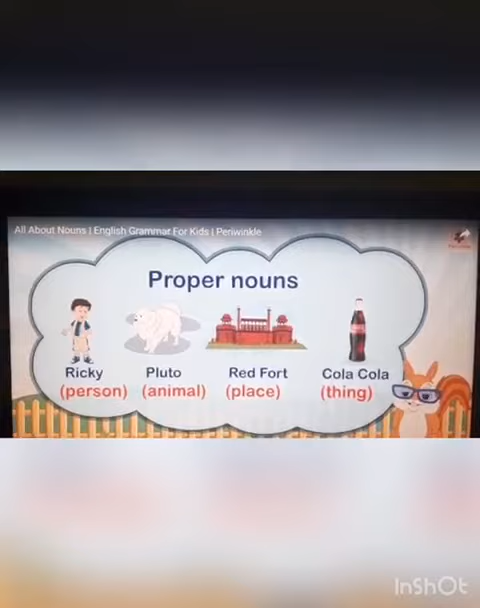 All About Nouns | English Grammar For Kids | Periwinkle
Proper nouns
Ricky Pluto Red Fort Cola Cola
(person) (animal) (place) (thing)
InShOt